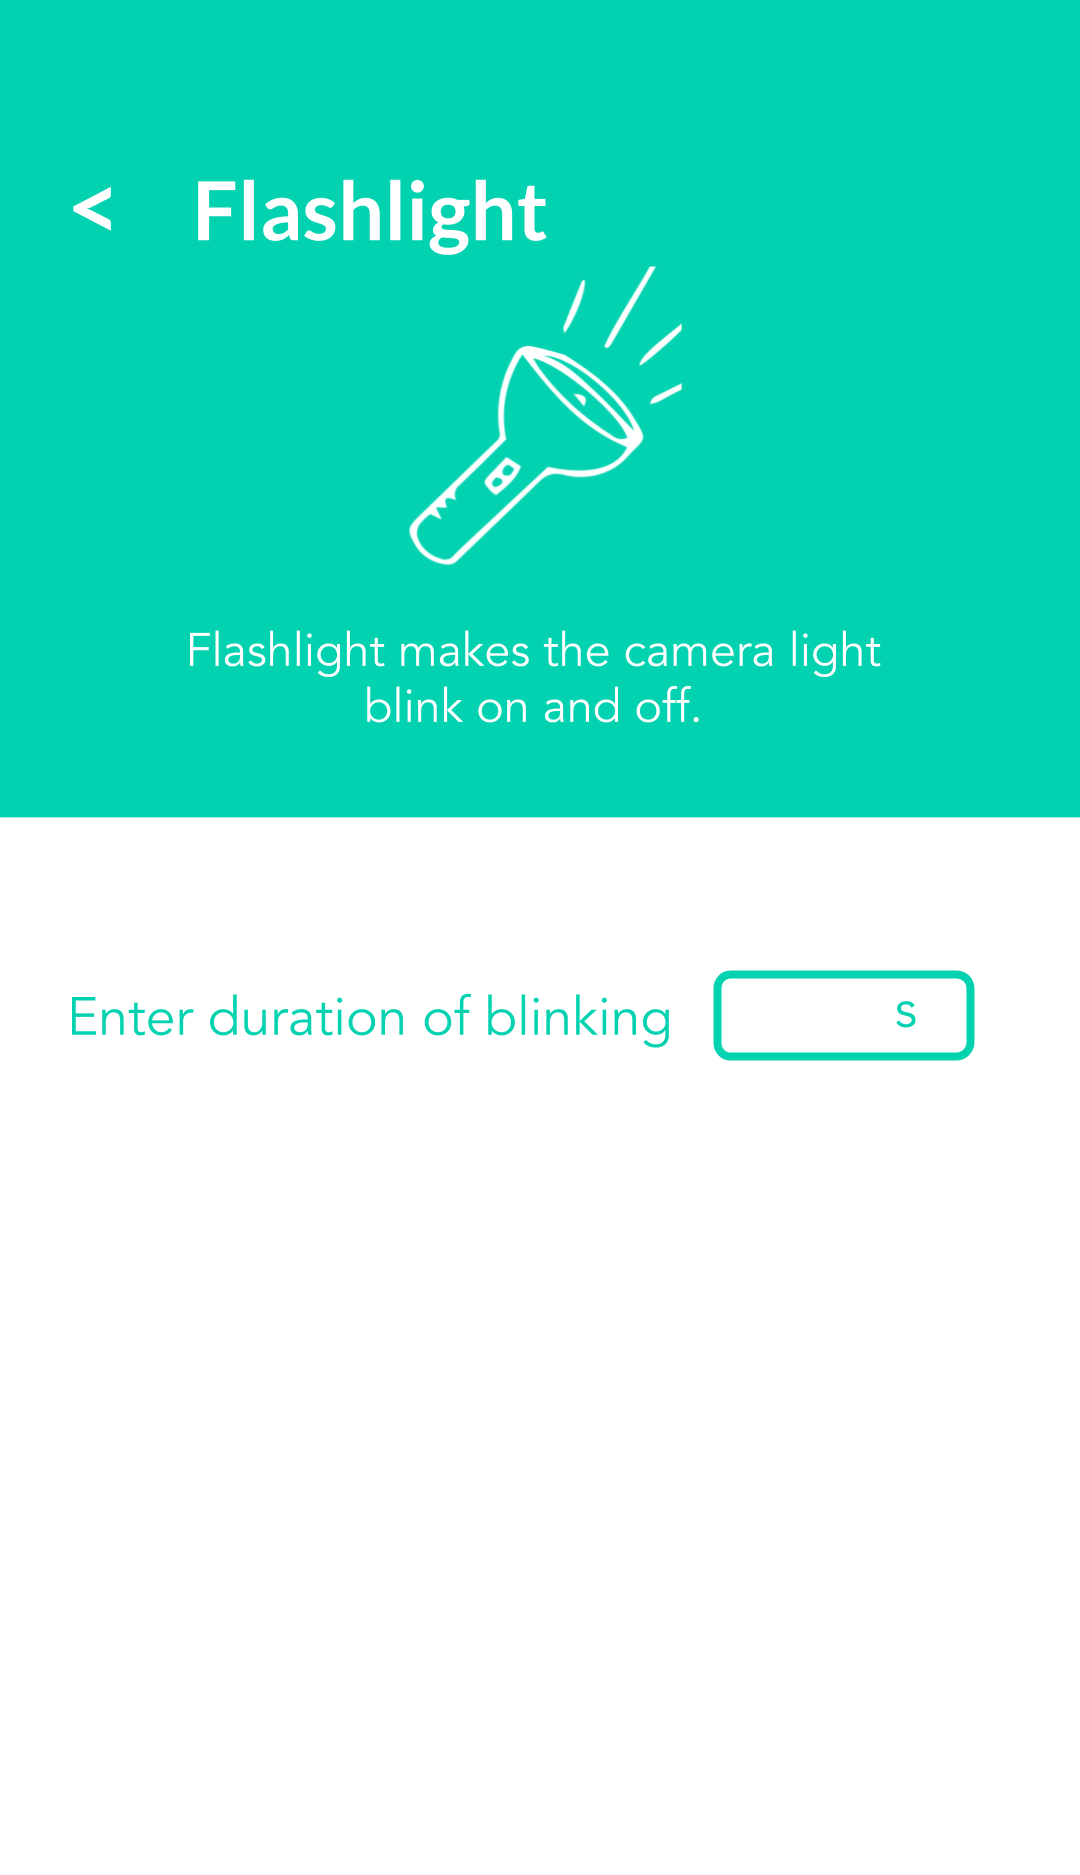 < Flashlight
Flashlight makes the camera light
blink on and off.
Enter duration of blinking s